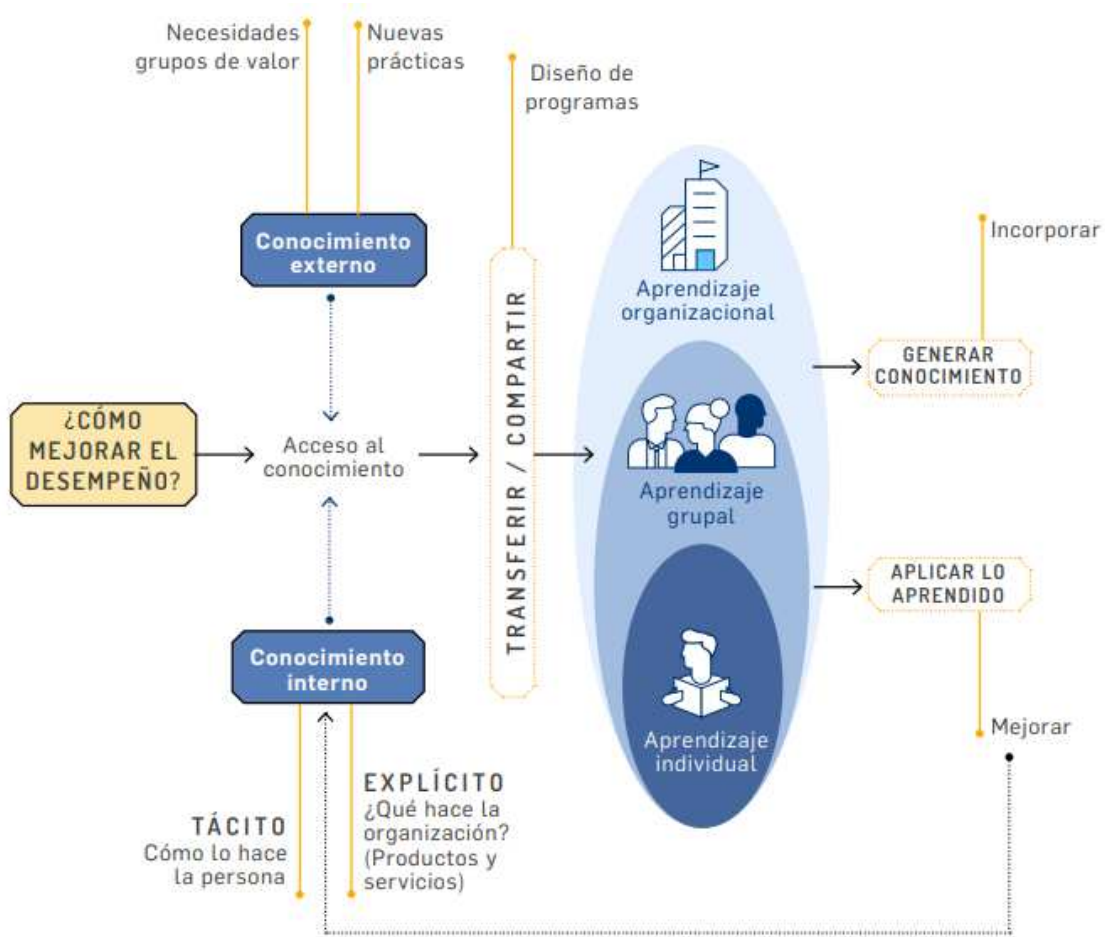 Necesidades
grupos de valor
Nuevas
prácticas
Diseño de
programas
Conocimiento
externo
Aprendizaje
organizacional
Incorporar
GENERAR
CONOCIMIENTO
¿CÓMO
MEJORAR EL
DESEMPEÑO?
Acceso al
conocimiento
TRANSFERIR / COMPARTIR
Aprendizaje
grupal
APLICAR LO
APRENDIDO
Conocimiento
interno
Aprendizaje
individual
Mejorar
TÁCITO
Cómo lo hace
la persona
EXPLÍCITO
¿Qué hace la
organización?
(Productos y
servicios)